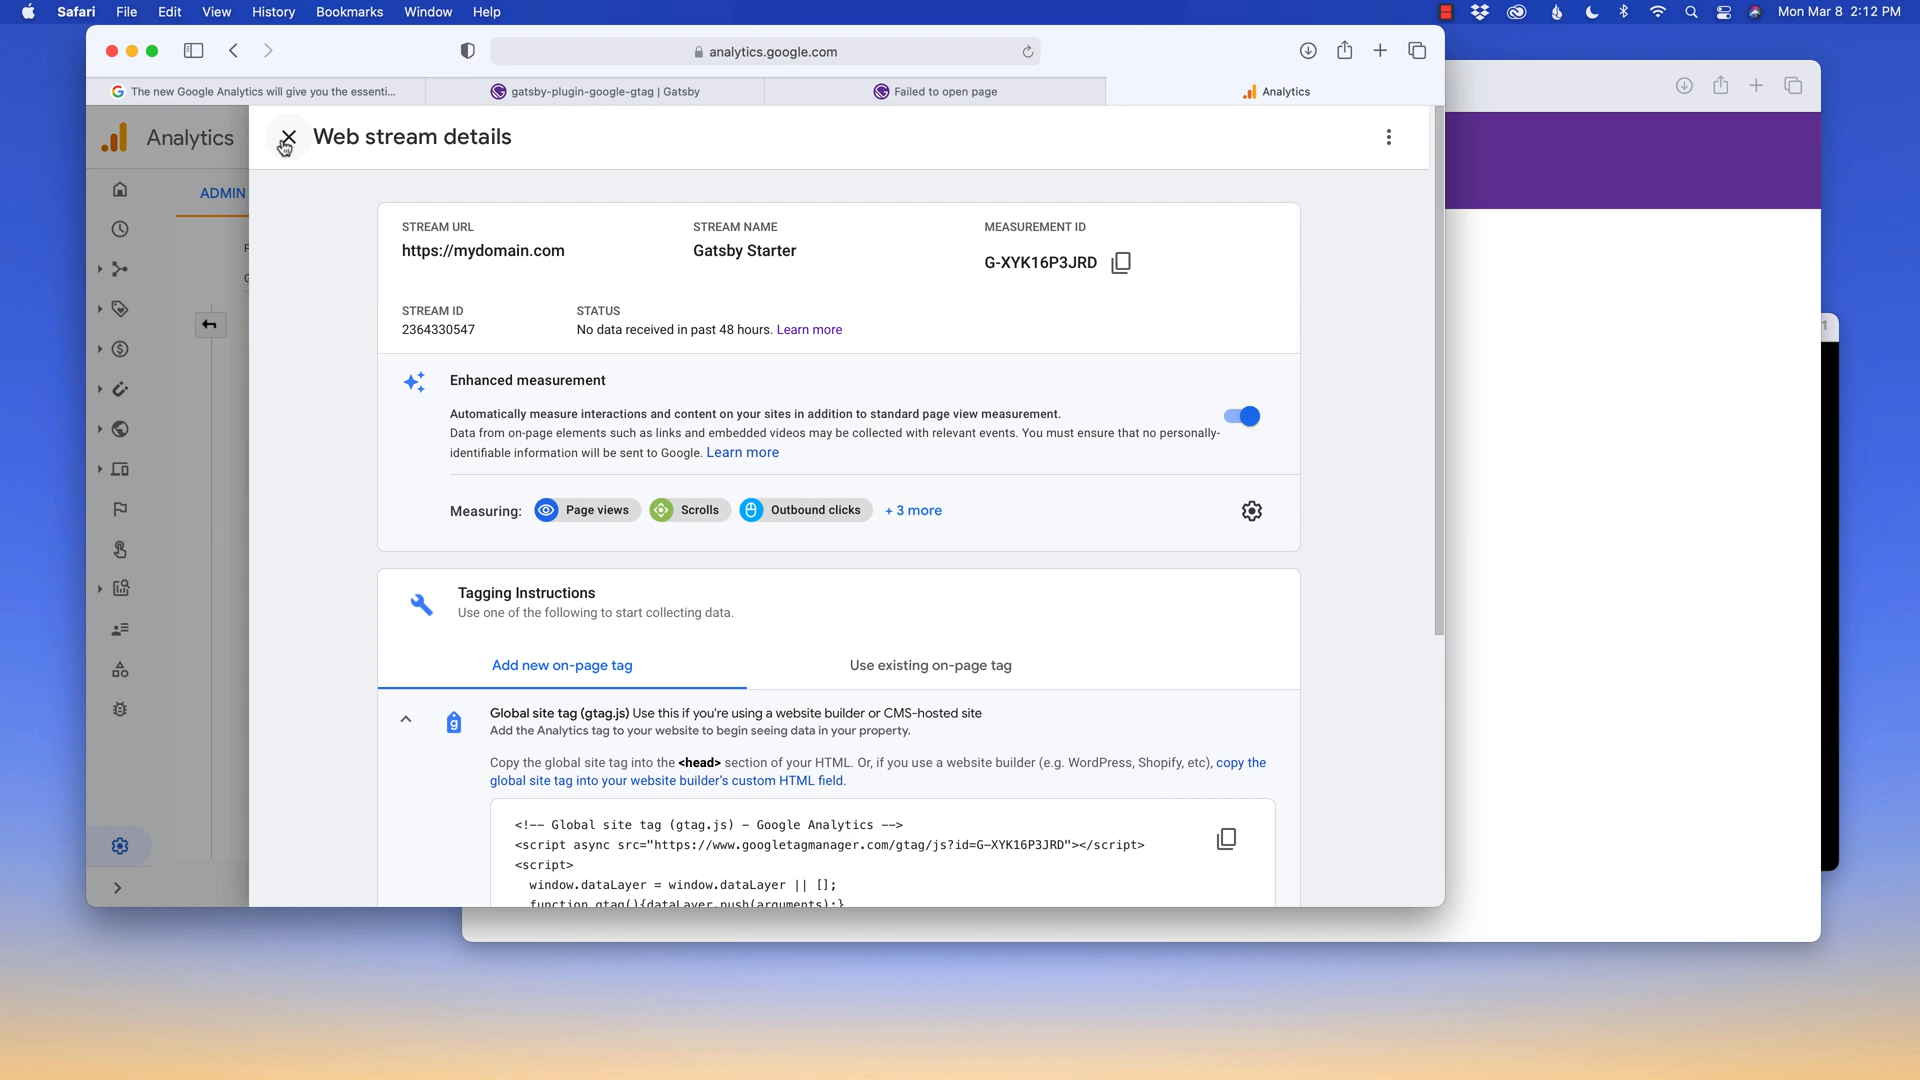 Safari File Edit View History Bookmarks Window Help Mon Mar 8 2:12 PM
analytics.google.com
The new Google Analytics will give you the essenti...
gatsby-plugin-google-gtag | Gatsby
Failed to open page
Analytics
Analytics
Web stream details
ADMIN
STREAM URL
https://mydomain.com
STREAM NAME
Gatsby Starter
MEASUREMENT ID
G-XYK16P3JRD
STREAM ID
2364330547
STATUS
No data received in past 48 hours. Learn more
Enhanced measurement
Automatically measure interactions and content on your sites in addition to standard page view measurement.
Data from on-page elements such as links and embedded videos may be collected with relevant events. You must ensure that no personally-
identifiable information will be sent to Google. Learn more
Measuring: Page views Scrolls Outbound clicks + 3 more
Tagging Instructions
Use one of the following to start collecting data.
Add new on-page tag
Use existing on-page tag
Global site tag (gtag.js) Use this if you're using a website builder or CMS-hosted site
Add the Analytics tag to your website to begin seeing data in your property.
Copy the global site tag into the <head> section of your HTML. Or, if you use a website builder (e.g. WordPress, Shopify, etc), copy the
global site tag into your website builder's custom HTML field.
<!-- Global site tag (gtag.js) - Google Analytics -->
<script async src="https://www.googletagmanager.com/gtag/js?id=G-XYK16P3JRD"></script>
<script>
window.dataLayer = window.dataLayer || [];
function gtag(){dataLayer.push(arguments);}